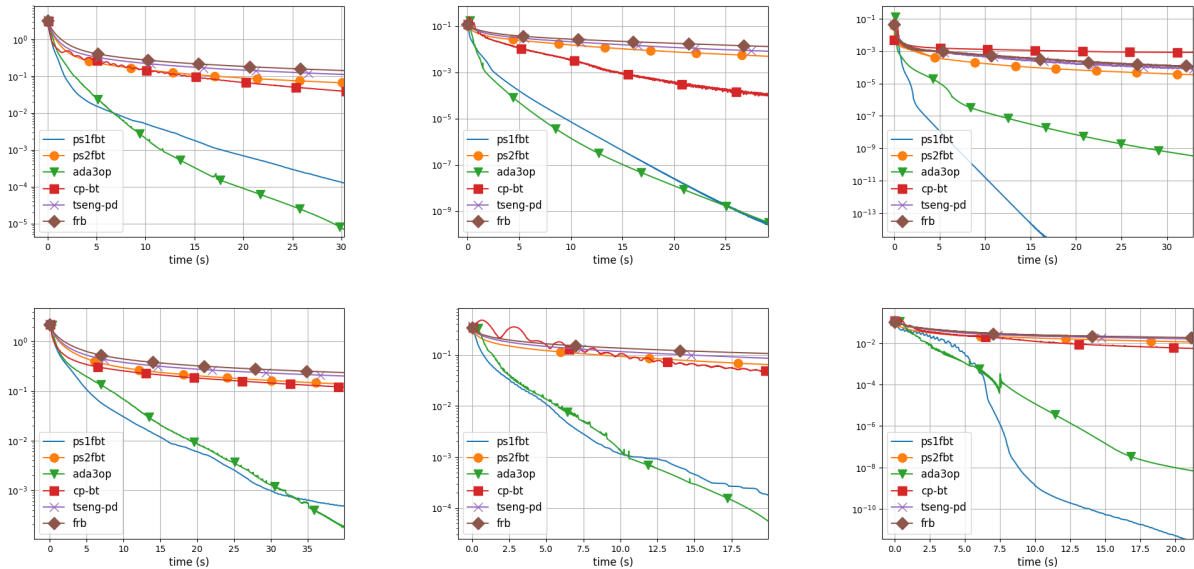 10⁰
10⁻¹
10⁻²
10⁻³
10⁻⁴
10⁻⁵
ps1fbt
ps2fbt
ada3op
cp-bt
tseng-pd
frb
0 5 10 15 20 25 30
time (s)
10⁻¹
10⁻³
10⁻⁵
10⁻⁷
10⁻⁹
ps1fbt
ps2fbt
ada3op
cp-bt
tseng-pd
frb
0 5 10 15 20 25
time (s)
10⁻¹
10⁻³
10⁻⁵
10⁻⁷
10⁻⁹
10⁻¹¹
10⁻¹³
ps1fbt
ps2fbt
ada3op
cp-bt
tseng-pd
frb
0 5 10 15 20 25 30
time (s)
10⁰
10⁻¹
10⁻²
10⁻³
ps1fbt
ps2fbt
ada3op
cp-bt
tseng-pd
frb
0 5 10 15 20 25 30 35
time (s)
10⁰
10⁻¹
10⁻²
10⁻³
10⁻⁴
ps1fbt
ps2fbt
ada3op
cp-bt
tseng-pd
frb
0.0 2.5 5.0 7.5 10.0 12.5 15.0 17.5
time (s)
10⁻²
10⁻⁴
10⁻⁶
10⁻⁸
10⁻¹⁰
ps1fbt
ps2fbt
ada3op
cp-bt
tseng-pd
frb
0.0 2.5 5.0 7.5 10.0 12.5 15.0 17.5 20.0
time (s)